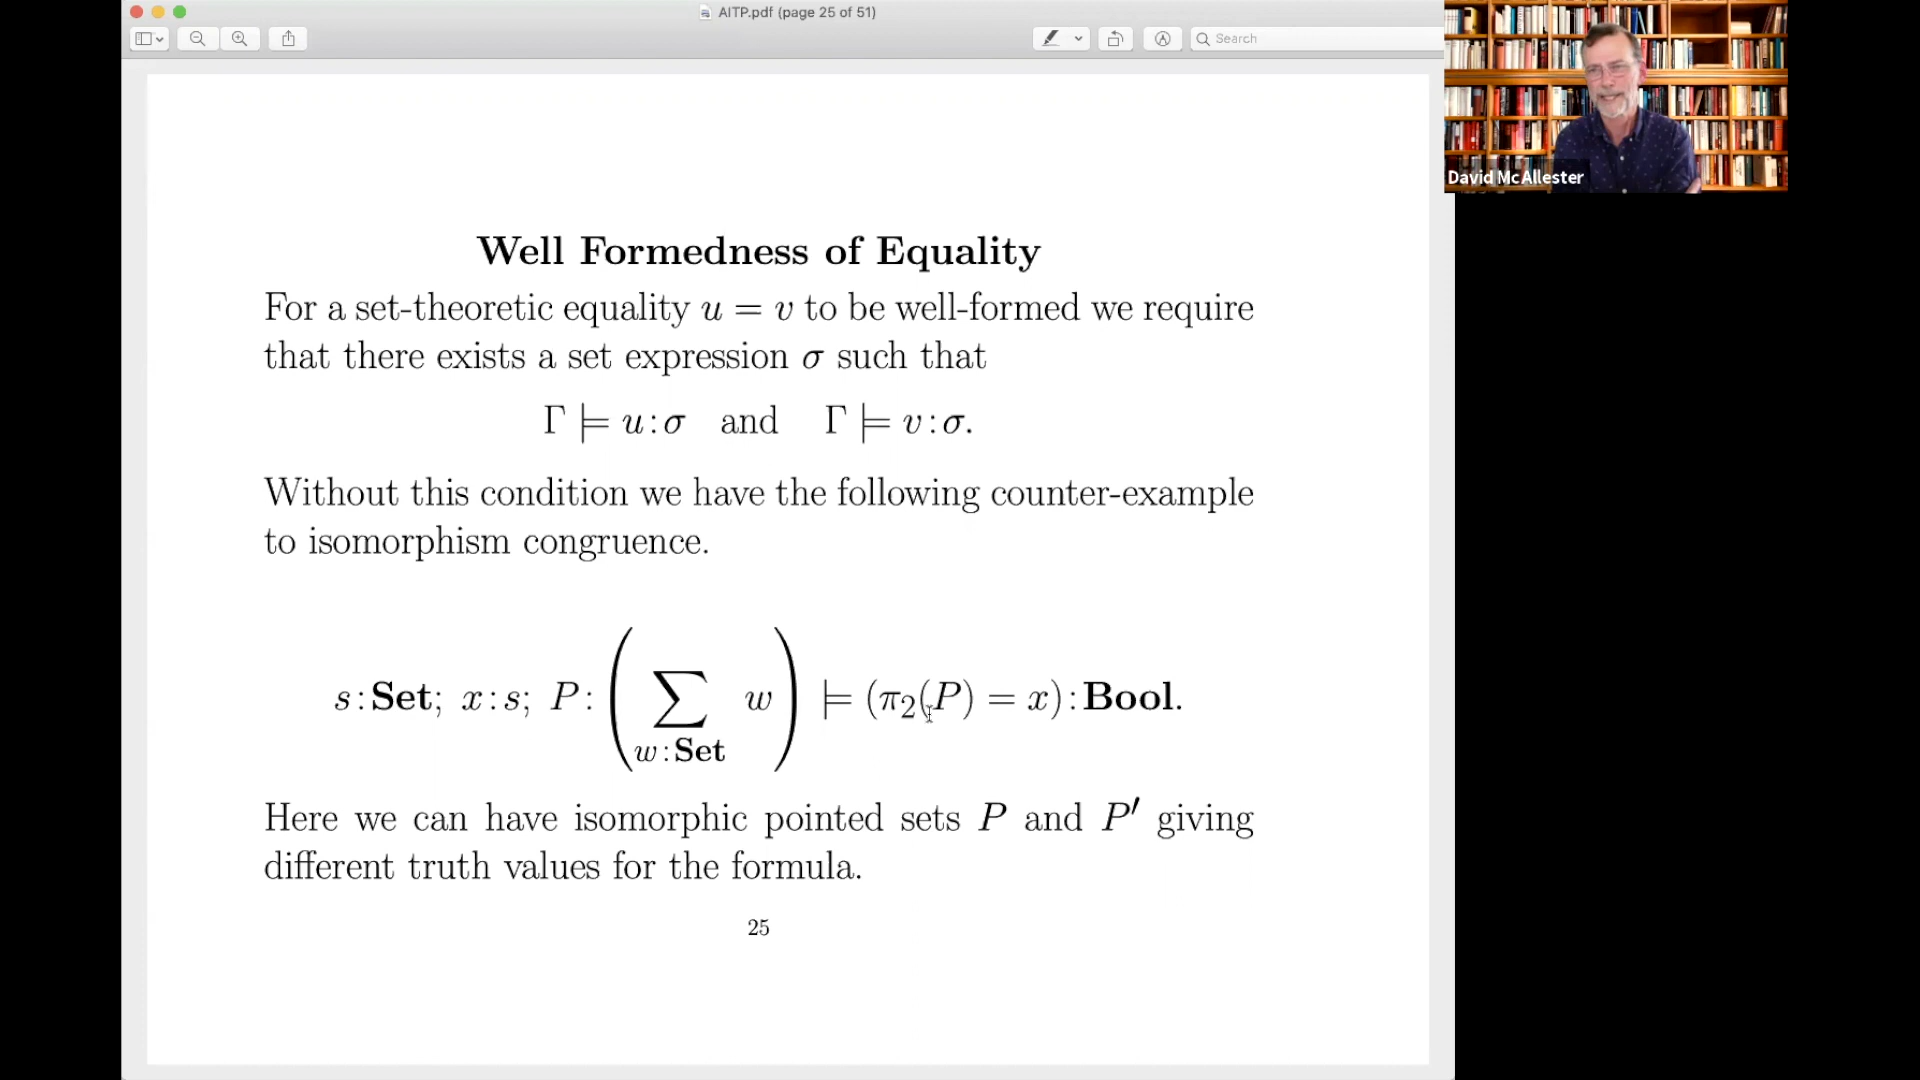 AITP.pdf (page 25 of 51)
Search
David McAllester
Well Formedness of Equality
For a set-theoretic equality u = v to be well-formed we require
that there exists a set expression σ such that
Γ ⊨ u : σ and Γ ⊨ v : σ.
Without this condition we have the following counter-example
to isomorphism congruence.
s : Set; x : s; P : ( ∑_{w : Set} w ) ⊨ (π₂(P) = x) : Bool.
Here we can have isomorphic pointed sets P and P′ giving
different truth values for the formula.
25